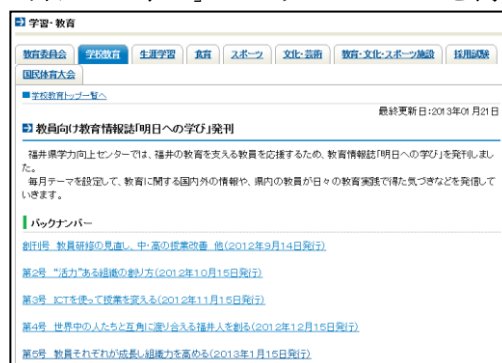 学習・教育
教育委員会 学校教育 生涯学習 食育 スポーツ 文化・芸術 教育・文化・スポーツ施設 採用試験
国民体育大会
■学校教育トップ一覧へ
最終更新日:2013年01月21日
教員向け教育情報誌「明日への学び」発刊
福井県学力向上センターでは、福井の教育を支える教員を応援するため、教育情報誌「明日への学び」を発刊しまし
た。
毎月テーマを設定して、教育に関する国内外の情報や、県内の教員が日々の教育実践で得た気づきなどを発信して
いきます。
バックナンバー
創刊号 教員研修の見直し、中・高の授業改善 他(2012年9月14日発行)
第2号 “活力”ある組織の創り方(2012年10月15日発行)
第3号 ICTを使って授業を変える(2012年11月15日発行)
第4号 世界中の人たちと互角に渡り合える福井人を創る(2012年12月15日発行)
第5号 教員それぞれが成長し組織力を高める(2013年1月15日発行)